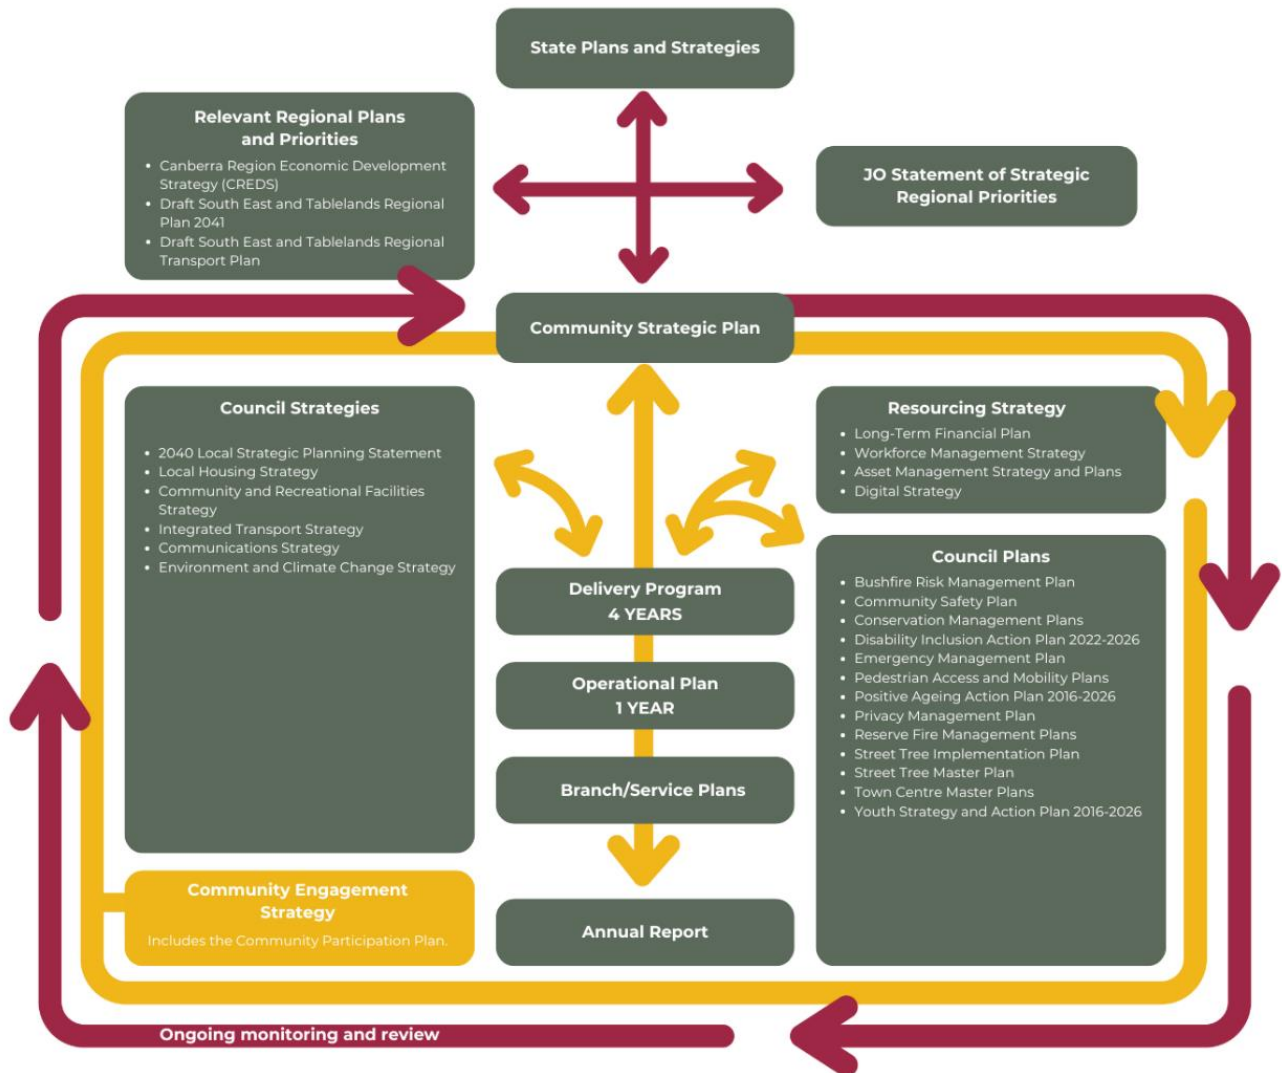 State Plans and Strategies
Relevant Regional Plans
and Priorities
• Canberra Region Economic Development
Strategy (CREDS)
• Draft South East and Tablelands Regional
Plan 2041
• Draft South East and Tablelands Regional
Transport Plan
JO Statement of Strategic
Regional Priorities
Community Strategic Plan
Council Strategies
• 2040 Local Strategic Planning Statement
• Local Housing Strategy
• Community and Recreational Facilities
Strategy
• Integrated Transport Strategy
• Communications Strategy
• Environment and Climate Change Strategy
Resourcing Strategy
• Long-Term Financial Plan
• Workforce Management Strategy
• Asset Management Strategy and Plans
• Digital Strategy
Delivery Program
4 YEARS
Operational Plan
1 YEAR
Branch/Service Plans
Annual Report
Council Plans
• Bushfire Risk Management Plan
• Community Safety Plan
• Conservation Management Plans
• Disability Inclusion Action Plan 2022-2026
• Emergency Management Plan
• Pedestrian Access and Mobility Plans
• Positive Ageing Action Plan 2016-2026
• Privacy Management Plan
• Reserve Fire Management Plans
• Street Tree Implementation Plan
• Street Tree Master Plan
• Town Centre Master Plans
• Youth Strategy and Action Plan 2016-2026
Community Engagement
Strategy
Includes the Community Participation Plan.
Ongoing monitoring and review